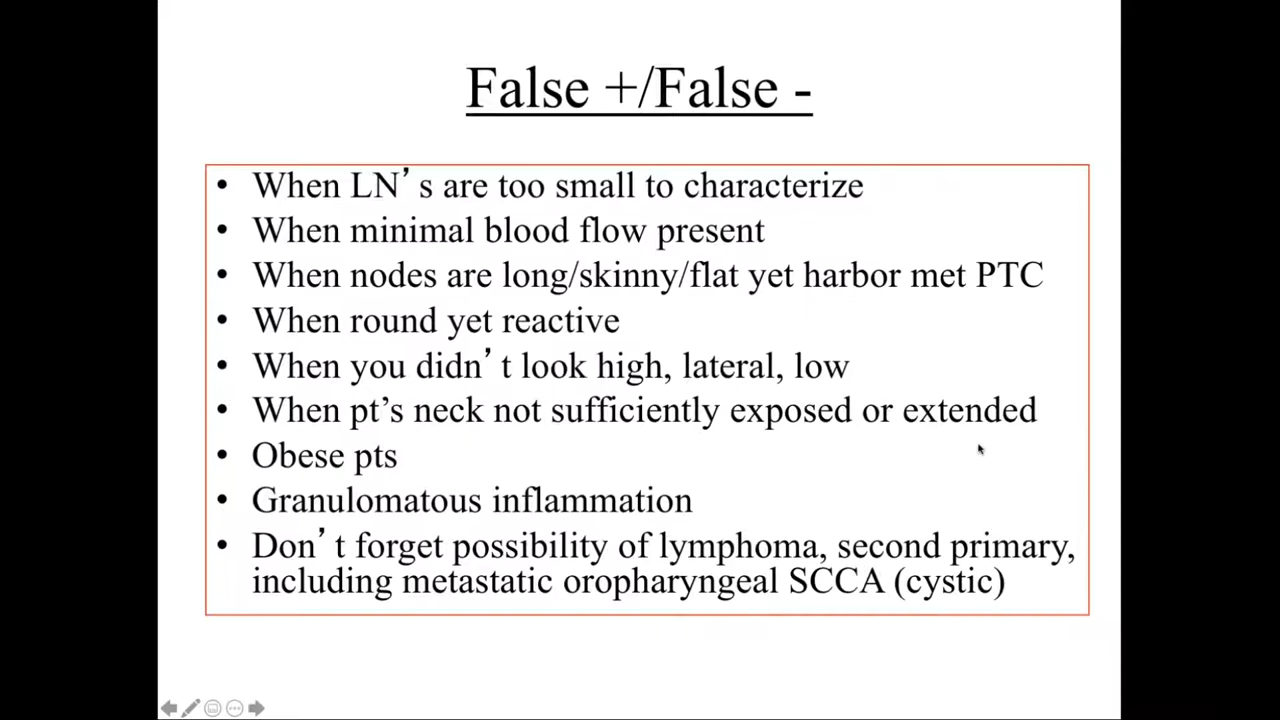 False +/False -
• When LN’s are too small to characterize
• When minimal blood flow present
• When nodes are long/skinny/flat yet harbor met PTC
• When round yet reactive
• When you didn’t look high, lateral, low
• When pt’s neck not sufficiently exposed or extended
• Obese pts
• Granulomatous inflammation
• Don’t forget possibility of lymphoma, second primary,
including metastatic oropharyngeal SCCA (cystic)